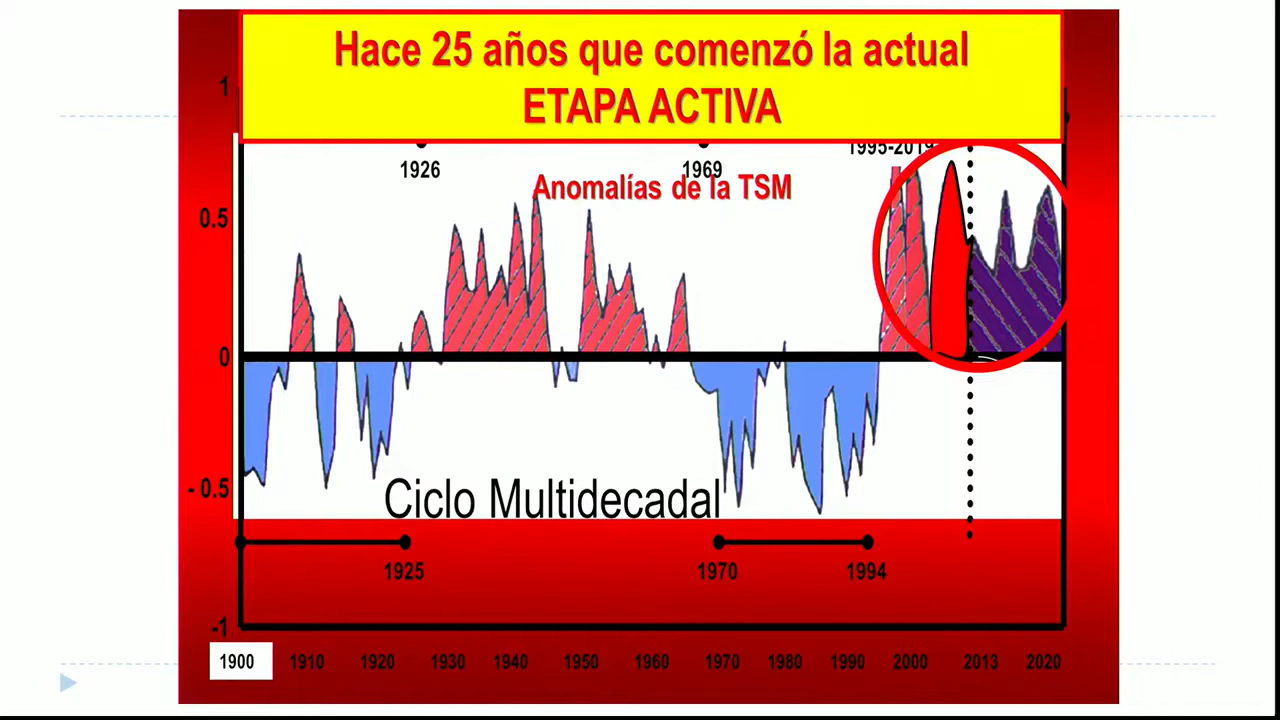 Hace 25 años que comenzó la actual
ETAPA ACTIVA
1
1926
1969
1995-2019
Anomalías de la TSM
0.5
0
- 0.5
Ciclo Multidecadal
1925
1970
1994
-1
1900 1910 1920 1930 1940 1950 1960 1970 1980 1990 2000 2013 2020